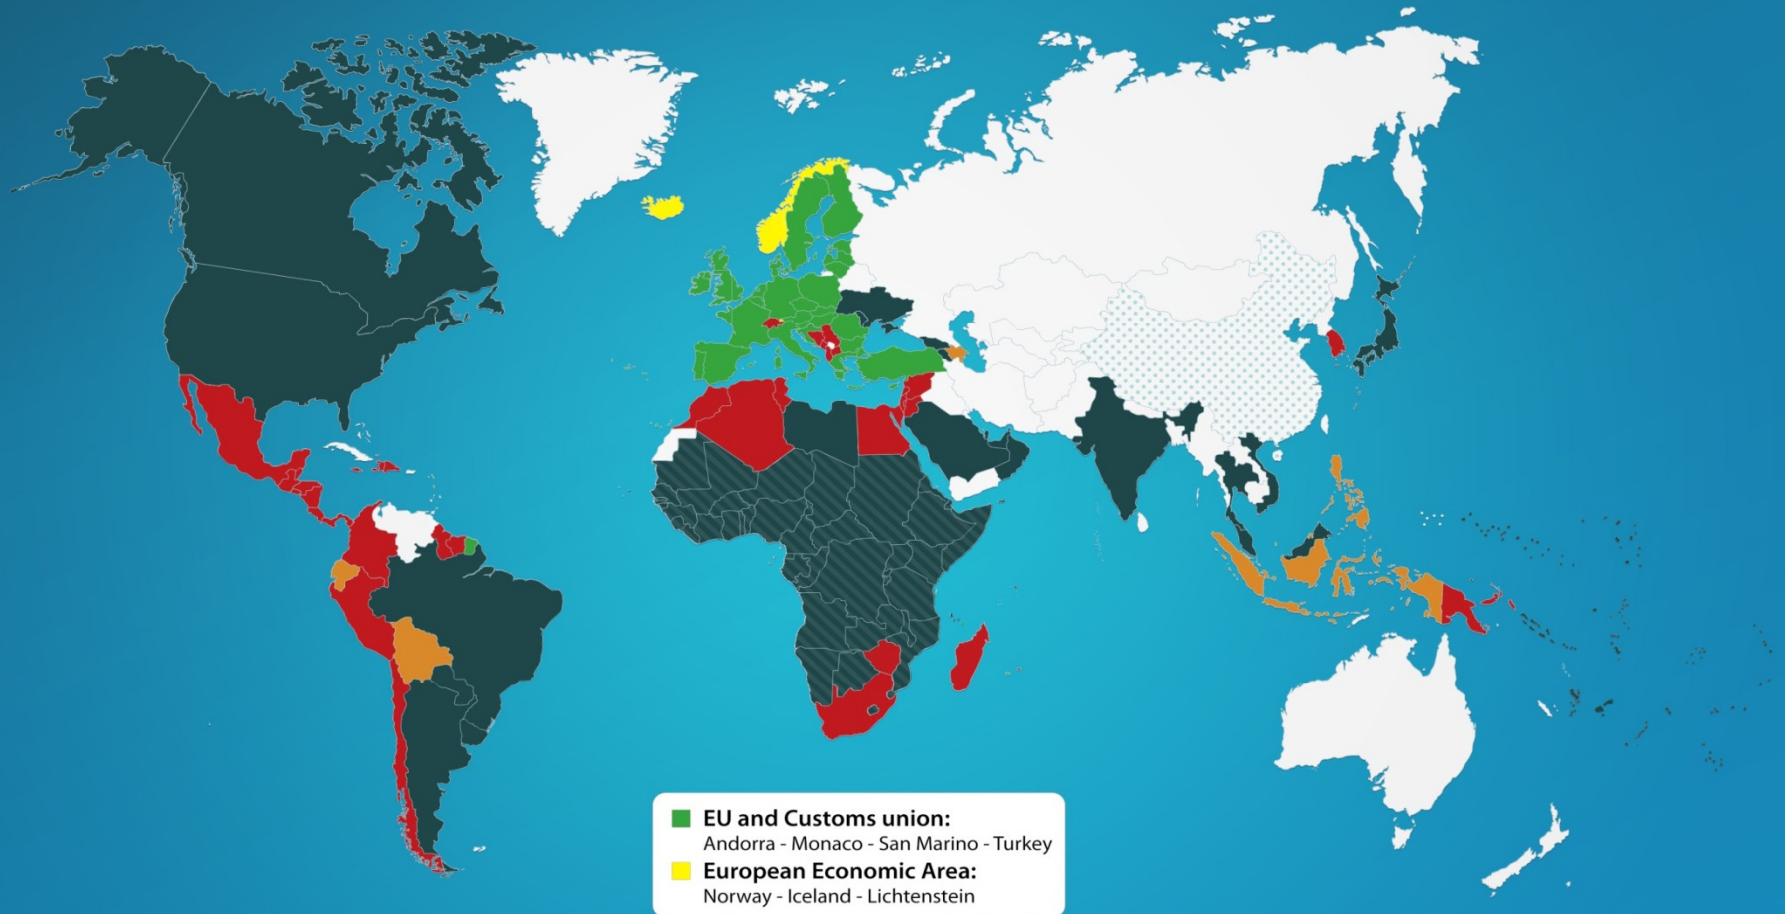 EU and Customs union:
Andorra - Monaco - San Marino - Turkey
European Economic Area:
Norway - Iceland - Lichtenstein